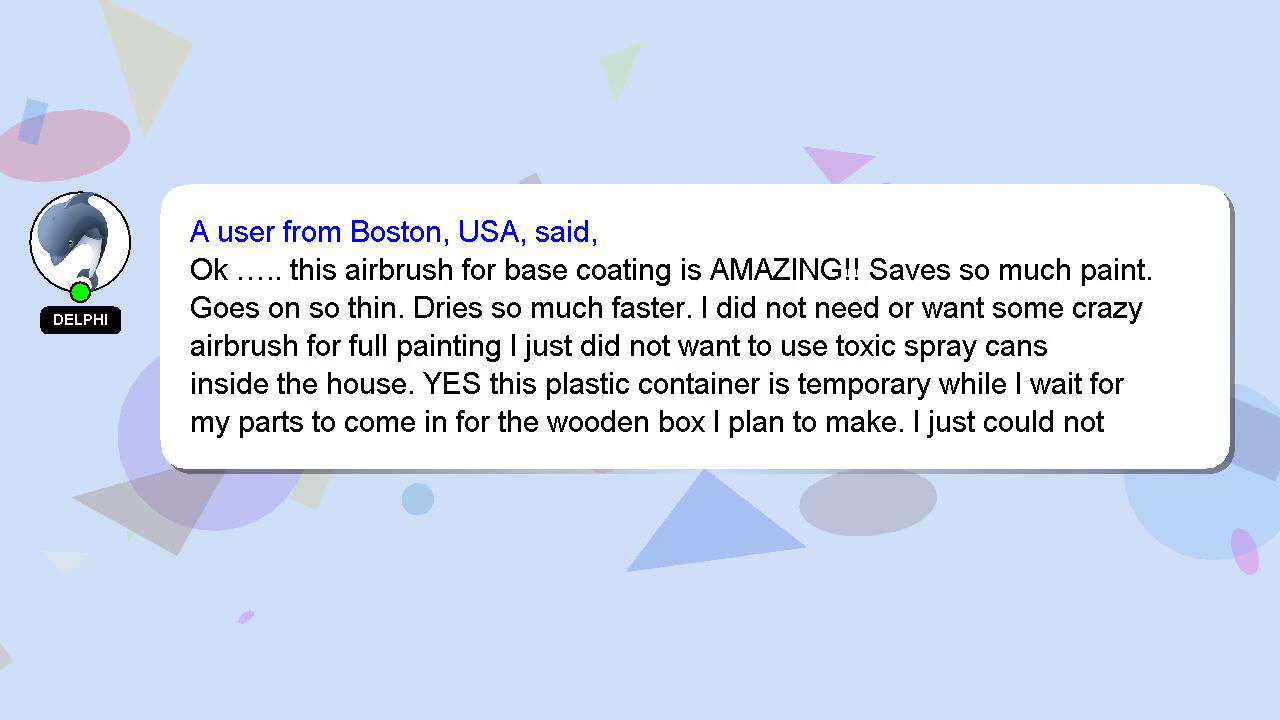 A user from Boston, USA, said,
Ok ….. this airbrush for base coating is AMAZING!! Saves so much paint.
Goes on so thin. Dries so much faster. I did not need or want some crazy
airbrush for full painting I just did not want to use toxic spray cans
inside the house. YES this plastic container is temporary while I wait for
my parts to come in for the wooden box I plan to make. I just could not
DELPHI